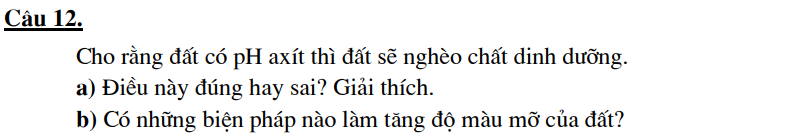 Câu 12.
Cho rằng đất có pH axít thì đất sẽ nghèo chất dinh dưỡng.
a) Điều này đúng hay sai? Giải thích.
b) Có những biện pháp nào làm tăng độ màu mỡ của đất?